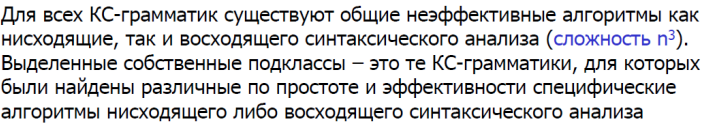 Для всех КС-грамматик существуют общие неэффективные алгоритмы как
нисходящие, так и восходящего синтаксического анализа (сложность n³).
Выделенные собственные подклассы – это те КС-грамматики, для которых
были найдены различные по простоте и эффективности специфические
алгоритмы нисходящего либо восходящего синтаксического анализа